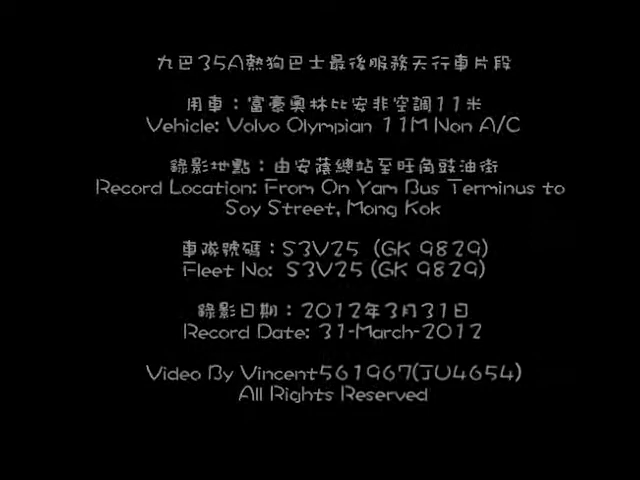 九巴35A熱狗巴士最後服務天行車片段
用車：富豪奧林比安非空調11米
Vehicle: Volvo Olympian 11M Non A/C
錄影地點：由安蔭總站至旺角豉油街
Record Location: From On Yam Bus Terminus to
Soy Street, Mong Kok
車隊號碼：S3V25 (GK 9829)
Fleet No: S3V25 (GK 9829)
錄影日期：2012年3月31日
Record Date: 31-March-2012
Video By Vincent561967(JU4654)
All Rights Reserved